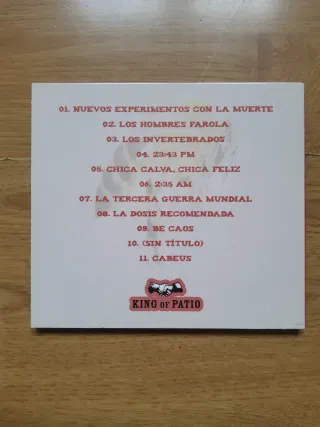 01. NUEVOS EXPERIMENTOS CON LA MUERTE
02. LOS HOMBRES FAROLA
03. LOS INVERTEBRADOS
04. 23:43 PM
05. CHICA CALVA, CHICA FELIZ
06. 2:35 AM
07. LA TERCERA GUERRA MUNDIAL
08. LA DOSIS RECOMENDADA
09. BE CAOS
10. (SIN TÍTULO)
11. CABEUS
KING OF PATIO